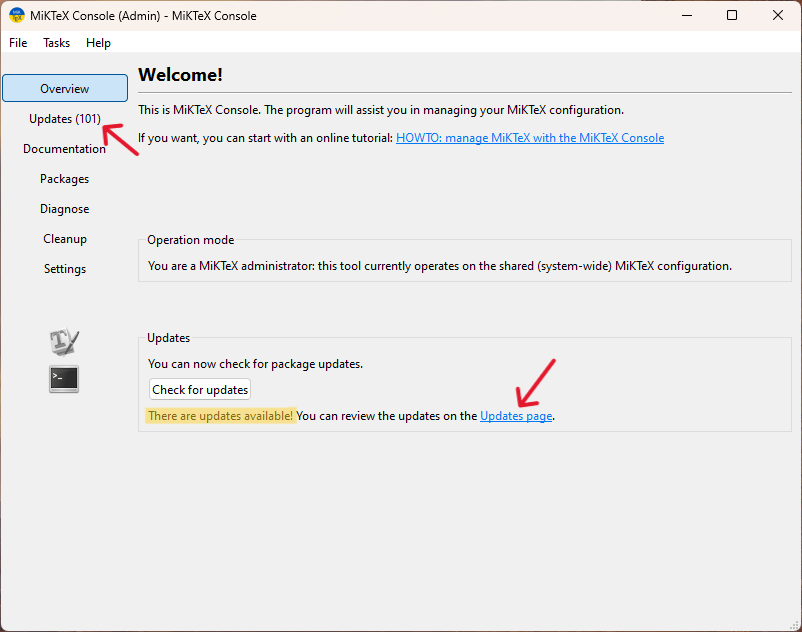 MiKTeX Console (Admin) - MiKTeX Console
File Tasks Help
Overview
Updates (101)
Documentation
Packages
Diagnose
Cleanup
Settings
Welcome!
This is MiKTeX Console. The program will assist you in managing your MiKTeX configuration.
If you want, you can start with an online tutorial: HOWTO: manage MiKTeX with the MiKTeX Console
Operation mode
You are a MiKTeX administrator: this tool currently operates on the shared (system-wide) MiKTeX configuration.
Updates
You can now check for package updates.
Check for updates
There are updates available! You can review the updates on the Updates page.